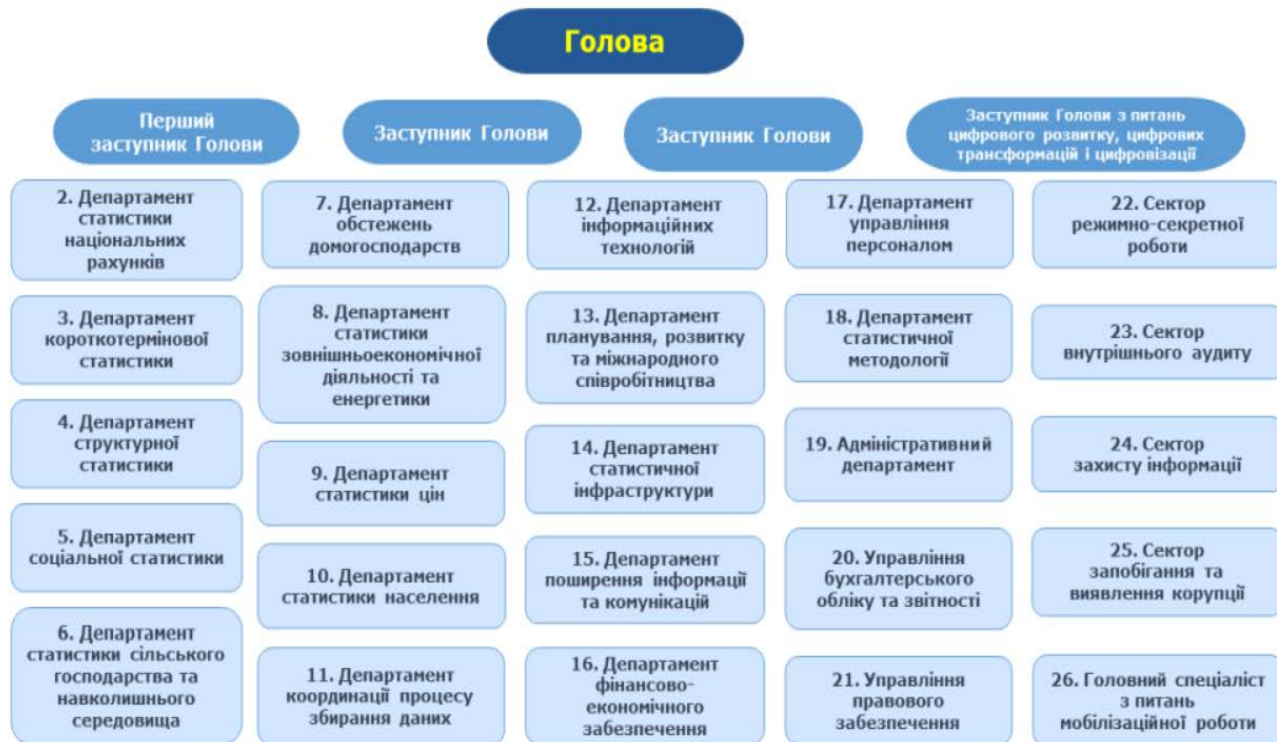 Голова
Перший
заступник Голови
Заступник Голови
Заступник Голови
Заступник Голови з питань
цифрового розвитку, цифрових
трансформацій і цифровізації
2. Департамент
статистики
національних
рахунків
3. Департамент
короткотермінової
статистики
4. Департамент
структурної
статистики
5. Департамент
соціальної статистики
6. Департамент
статистики сільського
господарства та
навколишнього
середовища
7. Департамент
обстежень
домогосподарств
8. Департамент
статистики
зовнішньоекономічної
діяльності та
енергетики
9. Департамент
статистики цін
10. Департамент
статистики населення
11. Департамент
координації процесу
збирання даних
12. Департамент
інформаційних
технологій
13. Департамент
планування, розвитку
та міжнародного
співробітництва
14. Департамент
статистичної
інфраструктури
15. Департамент
поширення інформації
та комунікацій
16. Департамент
фінансово-
економічного
забезпечення
17. Департамент
управління
персоналом
18. Департамент
статистичної
методології
19. Адміністративний
департамент
20. Управління
бухгалтерського
обліку та звітності
21. Управління
правового
забезпечення
22. Сектор
режимно-секретної
роботи
23. Сектор
внутрішнього аудиту
24. Сектор
захисту інформації
25. Сектор
запобігання та
виявлення корупції
26. Головний спеціаліст
з питань
мобілізаційної роботи